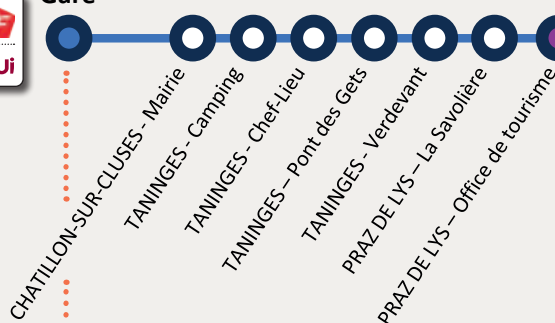 Gare
CHATILLON-SUR-CLUSES - Mairie
TANINGES - Camping
TANINGES - Chef-Lieu
TANINGES – Pont des Gets
TANINGES - Verdevant
PRAZ DE LYS – La Savolière
PRAZ DE LYS – Office de tourisme